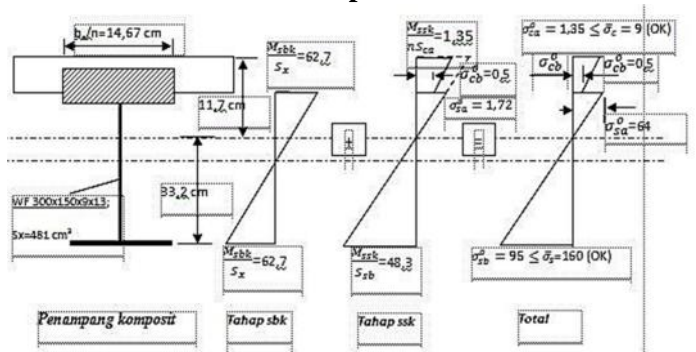 bₑ/n=14,67 cm
11,7 cm
33,2 cm
WF 300x150x9x13;
Sx=481 cm³
Penampang komposit
M_sbk/S_x=62,7
M_sbk/S_x=62,7
Tahap sbk
+
M_ssk/nS_ca=1,35
σ°_cb=0,5
σ°_sa = 1,72
M_ssk/S_sb=48,3
Tahap ssk
=
σ°_ca = 1,35 ≤ σ̄_c = 9 (OK)
σ°_cb=0,5
σ°_sa=64
σ°_sb = 95 ≤ σ̄_s=160 (OK)
Total